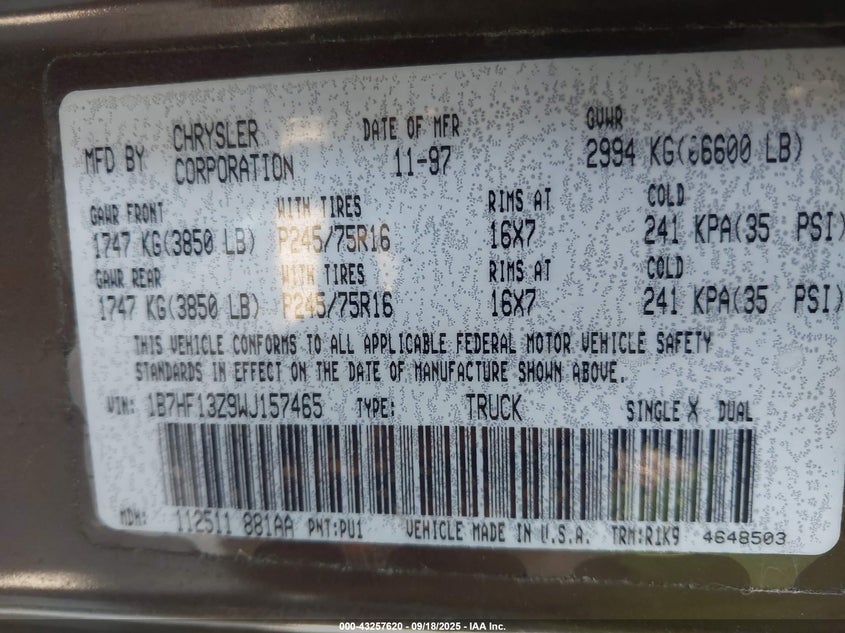 MFD BY CHRYSLER CORPORATION DATE OF MFR 11-97 GVWR 2994 KG(06600 LB)
GAWR FRONT WITH TIRES RIMS AT COLD
1747 KG(3850 LB) P245/75R16 16X7 241 KPA(35 PSI)
GAWR REAR WITH TIRES RIMS AT COLD
1747 KG(3850 LB) P245/75R16 16X7 241 KPA(35 PSI)
THIS VEHICLE CONFORMS TO ALL APPLICABLE FEDERAL MOTOR VEHICLE SAFETY
STANDARDS IN EFFECT ON THE DATE OF MANUFACTURE SHOWN ABOVE.
VIN: 1B7HF13Z9WJ157465 TYPE: TRUCK SINGLE X DUAL
MDH: 112511 881AA PNT:PU1 VEHICLE MADE IN U.S.A. TRM:R1K9 4648503
000-43257620 - 09/18/2025 - IAA Inc.